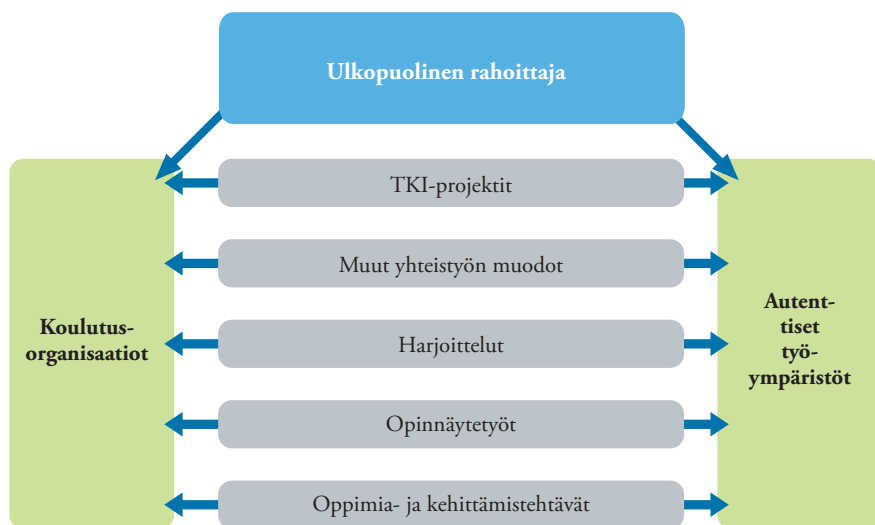 Ulkopuolinen rahoittaja
TKI-projektit
Muut yhteistyön muodot
Koulutus-
organisaatiot
Harjoittelut
Autent-
tiset
työ-
ympäristöt
Opinnäytetyöt
Oppimia- ja kehittämistehtävät